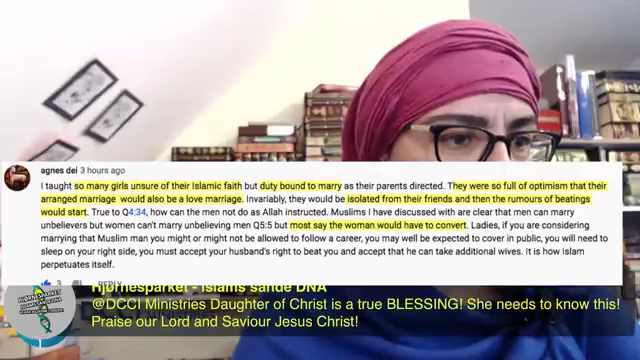 agnes dei 3 hours ago
I taught so many girls unsure of their Islamic faith but duty bound to marry as their parents directed. They were so full of optimism that their
arranged marriage would also be a love marriage. Invariably, they would be isolated from their friends and then the rumours of beatings
would start. True to Q4:34, how can the men not do as Allah instructed. Muslims I have discussed with are clear that men can marry
unbelievers but women can't marry unbelieving men Q5:5 but most say the woman would have to convert. Ladies, if you are considering
marrying that Muslim man you might or might not be allowed to follow a career, you may well be expected to cover in public, you will need to
sleep on your right side, you must accept your husband's right to beat you and accept that he can take additional wives. It is how Islam
perpetuates itself.
3 REPLY
Hjørnesparket - Islams sande DNA
@DCCI Ministries Daughter of Christ is a true BLESSING! She needs to know this!
Praise our Lord and Saviour Jesus Christ!
HJØRNESPARKET